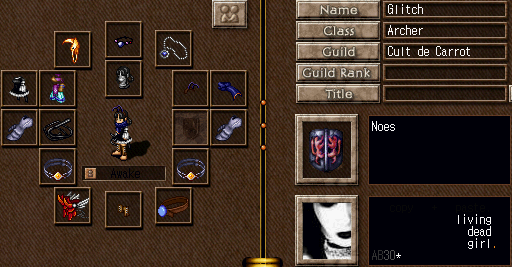 Name Glitch
Class Archer
Guild Cult de Carrot
Guild Rank
Title
Noes
Awake
living
dead
girl.
AB30*